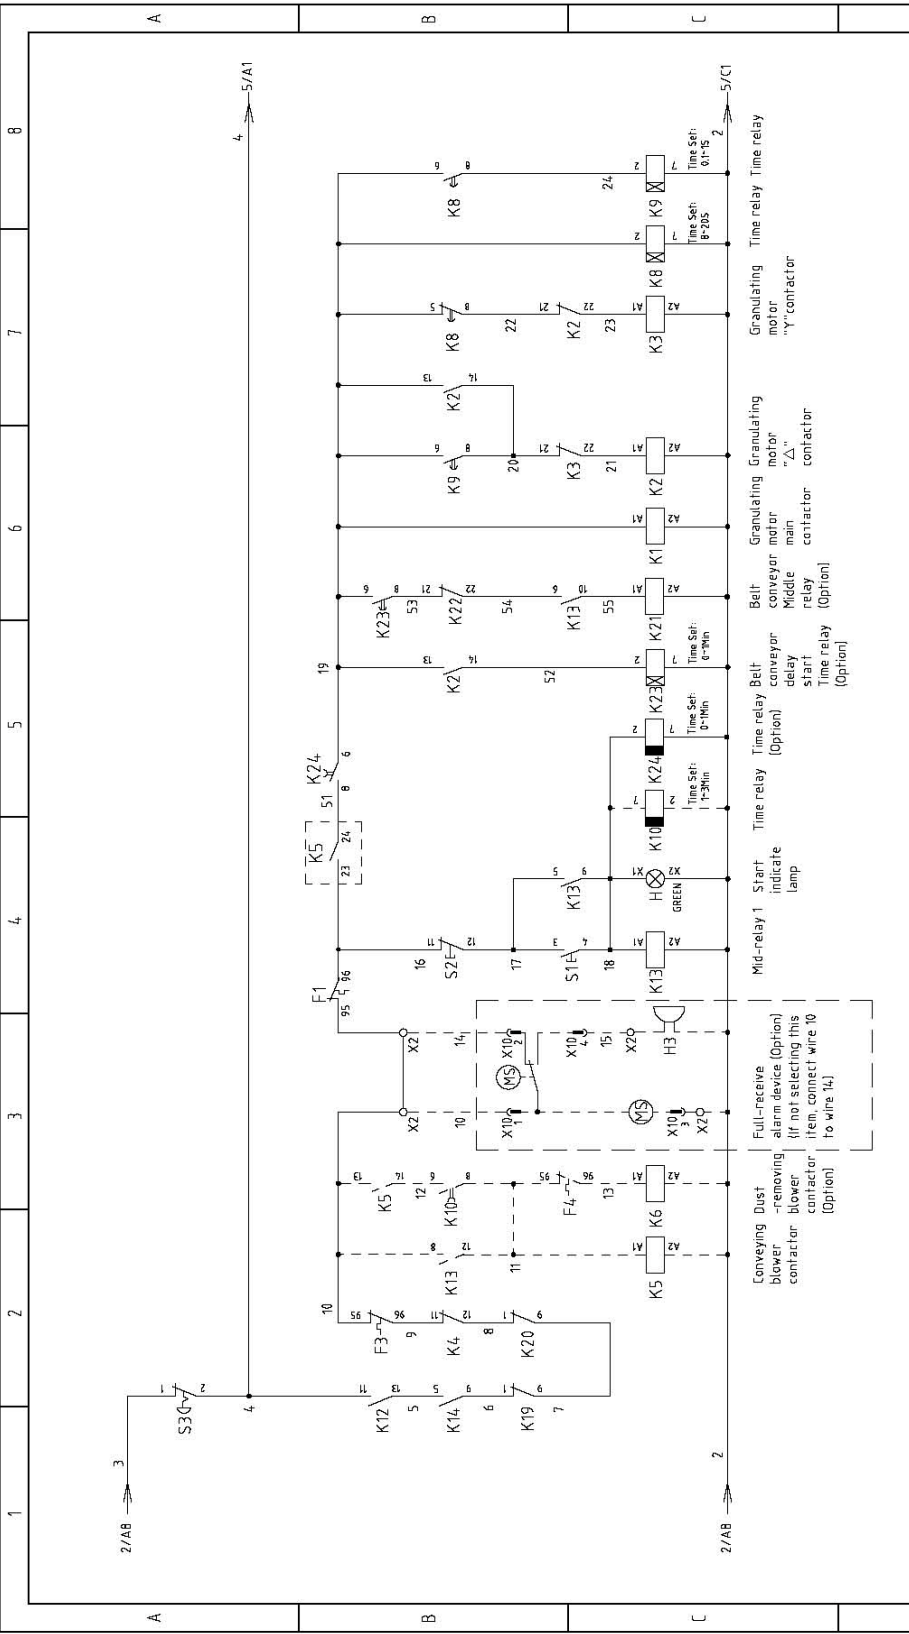 A
B
C
1
2
3
4
5
6
7
8
2/A8
3
S3
1
2
4
4
5/A1
K12
11
13
5
K14
5
9
6
K19
1
9
7
10
F3
95
96
9
K4
11
12
8
K20
1
9
K13
8
12
11
K5
A1
A2
K5
13
14
12
K10
6
8
F4
95
96
13
K6
A1
A2
X2
10
X10
1
MS
X10
3
X2
X2
14
X10
2
MS
X10
4
15
X2
H3
F1
95
96
16
S2
11
12
17
S1
3
4
18
K13
A1
A2
K13
5
9
H
X1
X2
GREEN
K5
23
24
51
K24
8
6
K10
7
2
Time Set:
1~3Min
K24
2
7
Time Set:
0~1Min
19
K2
13
14
52
K23
2
7
Time Set:
0~1Min
K23
6
8
53
K22
21
22
54
K13
6
10
55
K21
A1
A2
K1
A1
A2
K9
6
8
20
K3
21
22
21
K2
A1
A2
K2
13
14
K8
5
8
22
K2
21
22
23
K3
A1
A2
K8
2
7
Time Set:
8~20S
K8
6
8
24
K9
2
7
Time Set:
0.1~1S
2/A8
2
2
5/C1
Conveying
blower
contactor
Dust
-removing
blower
contactor
(Option)
Full-receive
alarm device (Option)
(If not selecting this
item, connect wire 10
to wire 14)
Mid-relay 1
Start
indicate
lamp
Time relay
Time relay
(Option)
Belt
conveyor
delay
start
Time relay
(Option)
Belt
conveyor
Middle
relay
(Option)
Granulating
motor
main
contactor
Granulating
motor
"△"
contactor
Granulating
motor
"Y"contactor
Time relay
Time relay
A
B
C